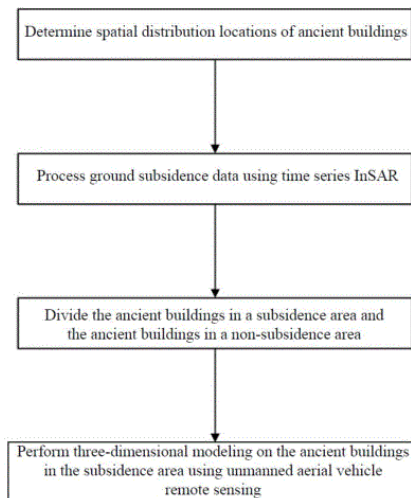 Determine spatial distribution locations of ancient buildings
Process ground subsidence data using time series InSAR
Divide the ancient buildings in a subsidence area and
the ancient buildings in a non-subsidence area
Perform three-dimensional modeling on the ancient buildings
in the subsidence area using unmanned aerial vehicle
remote sensing